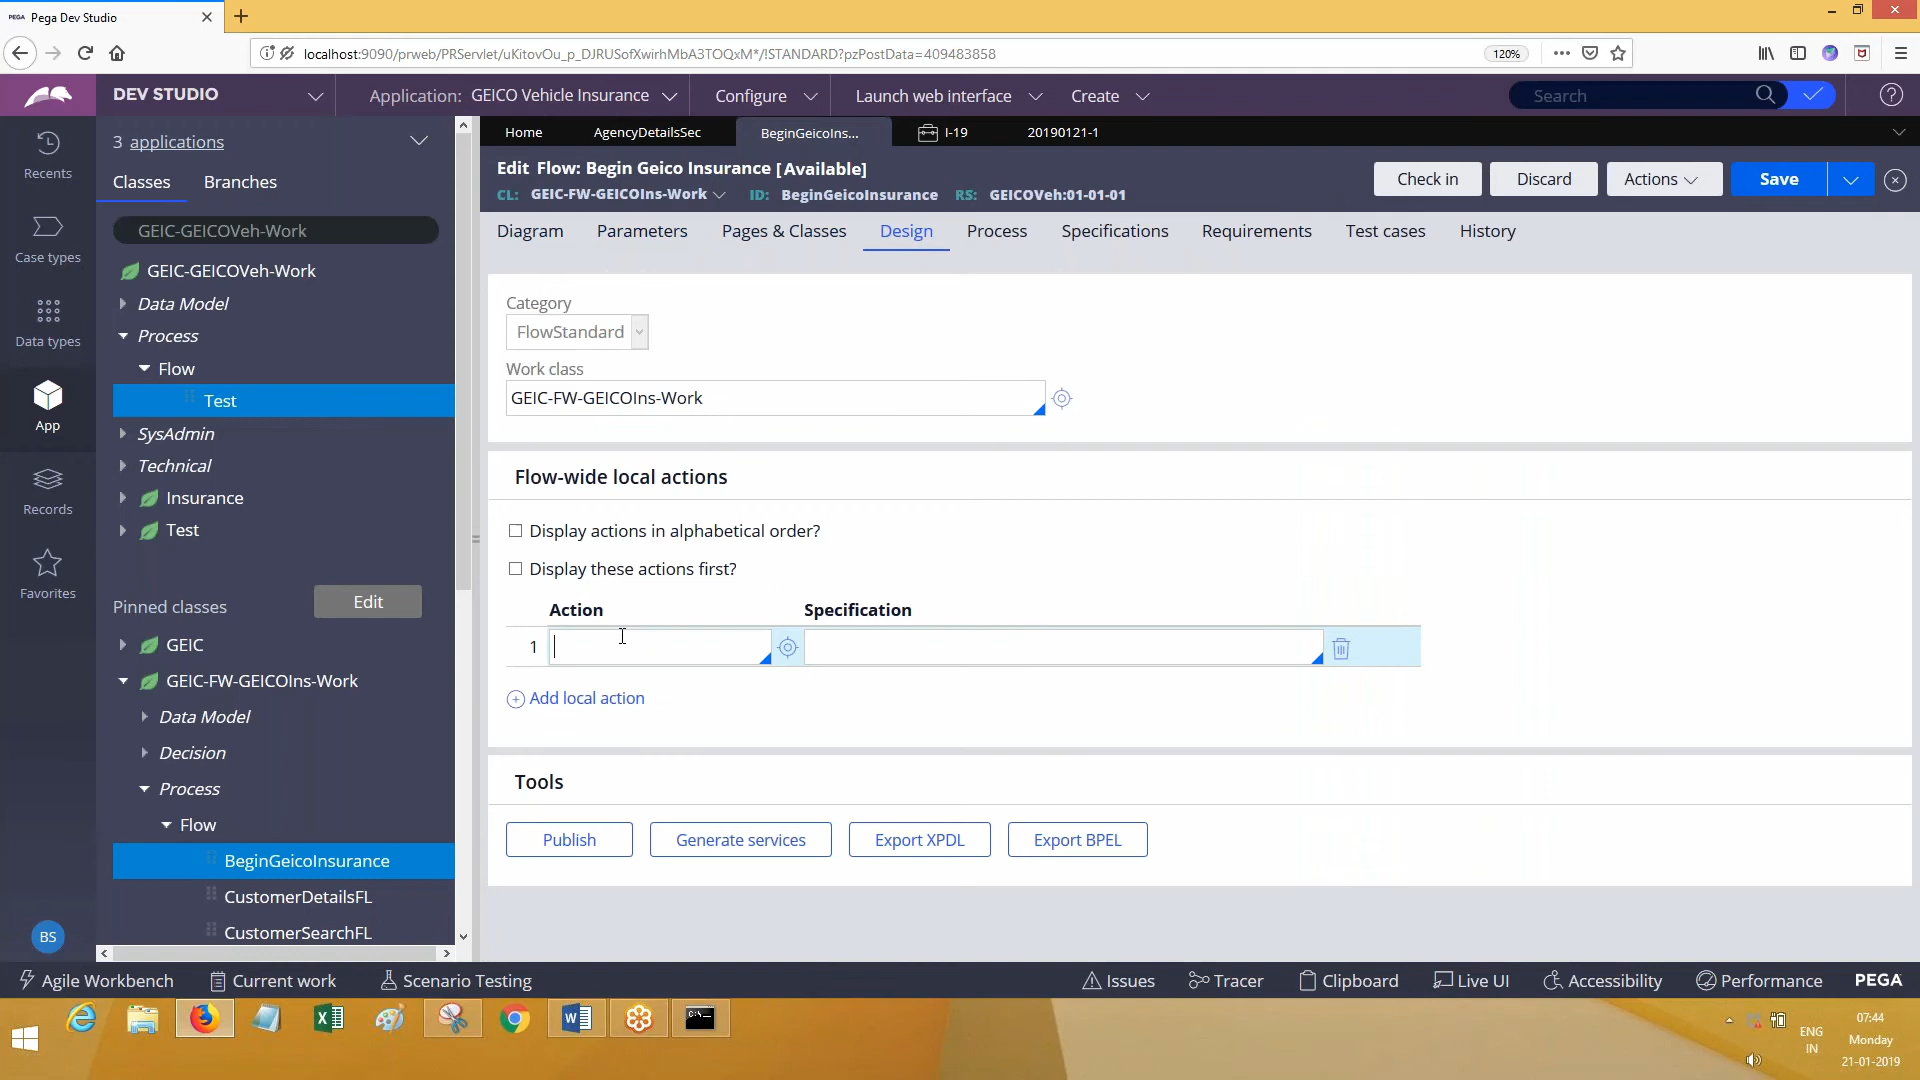 Pega Dev Studio
localhost:9090/prweb/PRServlet/uKitovOu_p_DJRUSofXwirhMbA3TOQxM*/!STANDARD?pzPostData=409483858
120%
DEV STUDIO
Application: GEICO Vehicle Insurance
Configure
Launch web interface
Create
Search
Recents
Case types
Data types
App
Records
Favorites
BS
3 applications
Classes Branches
GEIC-GEICOVeh-Work
GEIC-GEICOVeh-Work
Data Model
Process
Flow
Test
SysAdmin
Technical
Insurance
Test
Pinned classes
Edit
GEIC
GEIC-FW-GEICOIns-Work
Data Model
Decision
Process
Flow
BeginGeicoInsurance
CustomerDetailsFL
CustomerSearchFL
Home AgencyDetailsSec BeginGeicoIns... I-19 20190121-1
Edit Flow: Begin Geico Insurance [Available]
CL: GEIC-FW-GEICOIns-Work ID: BeginGeicoInsurance RS: GEICOVeh:01-01-01
Check in Discard Actions Save
Diagram Parameters Pages & Classes Design Process Specifications Requirements Test cases History
Category
FlowStandard
Work class
GEIC-FW-GEICOIns-Work
Flow-wide local actions
Display actions in alphabetical order?
Display these actions first?
Action Specification
1
Add local action
Tools
Publish Generate services Export XPDL Export BPEL
Agile Workbench Current work Scenario Testing Issues Tracer Clipboard Live UI Accessibility Performance PEGA
ENG
IN
07:44
Monday
21-01-2019